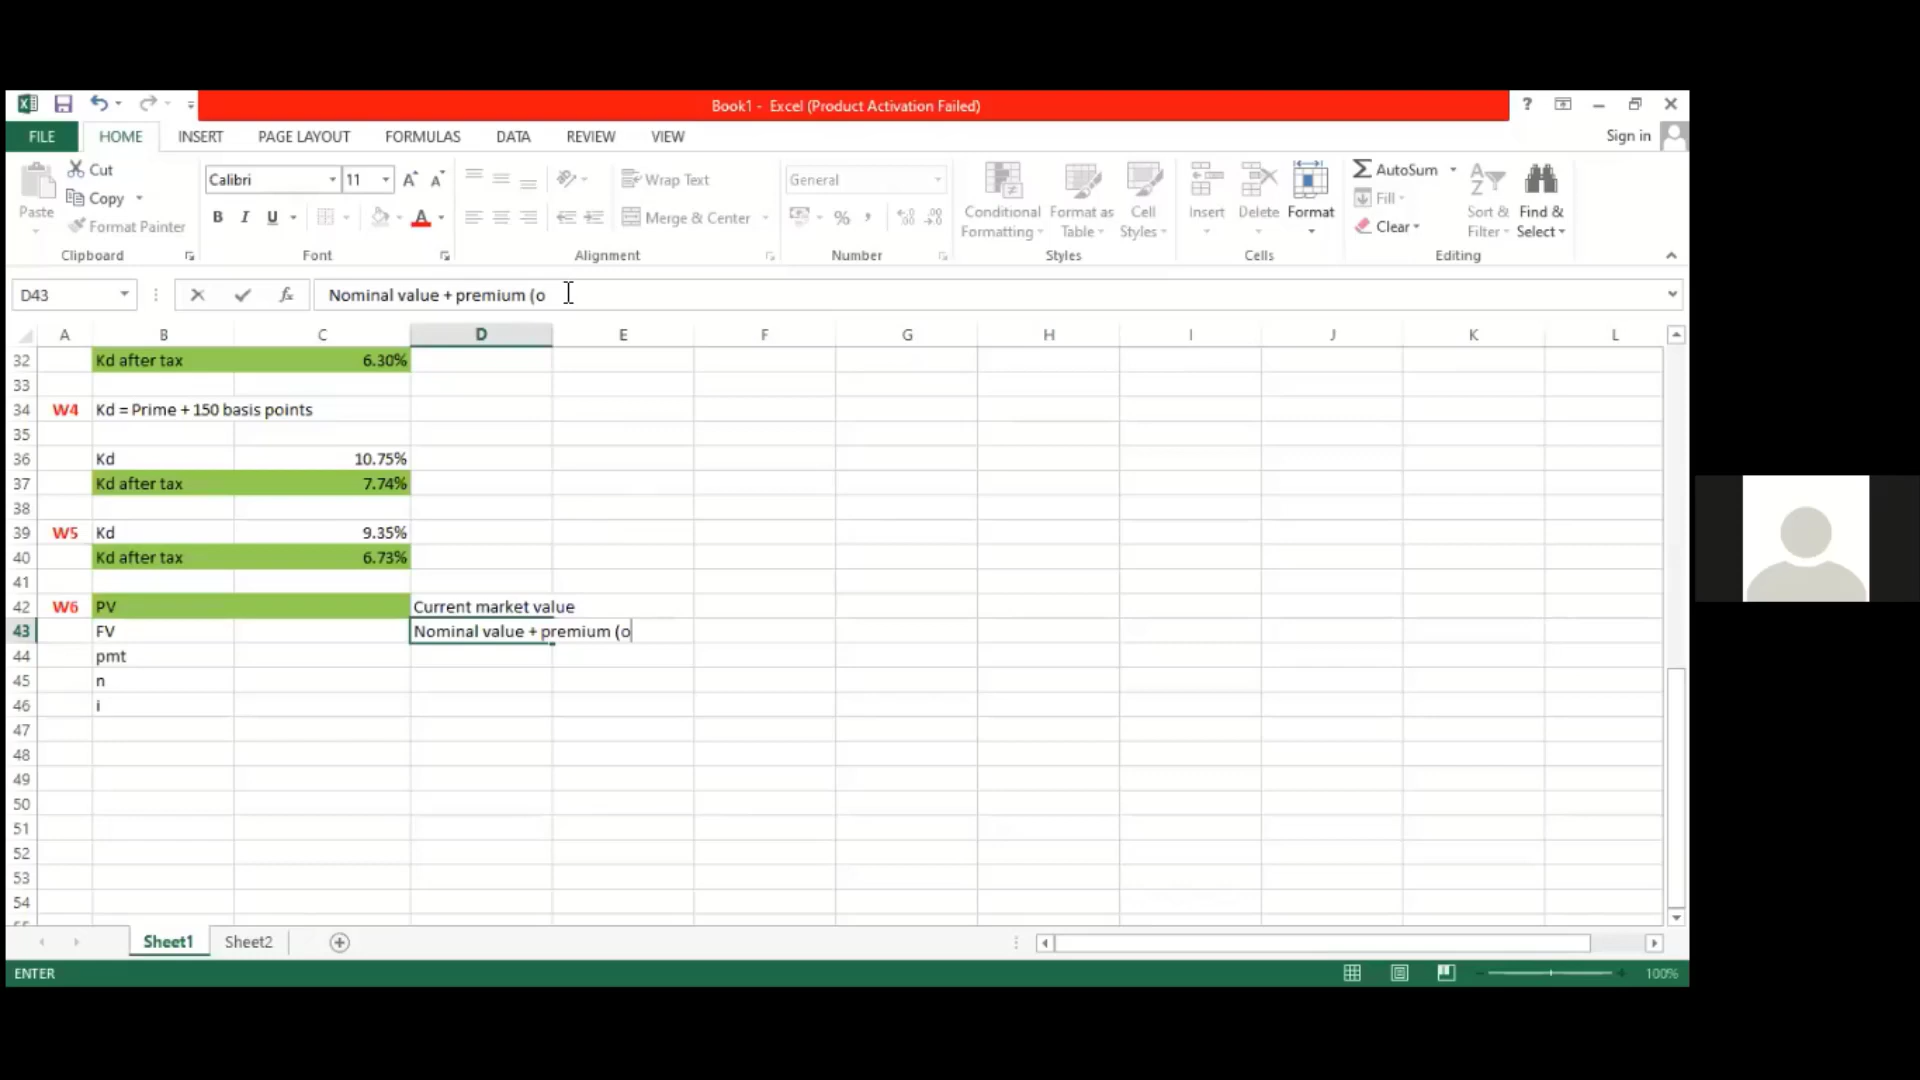 Book1 - Excel (Product Activation Failed)
?
FILE HOME INSERT PAGE LAYOUT FORMULAS DATA REVIEW VIEW Sign in
Paste
Cut
Copy
Format Painter
Clipboard
Calibri 11
B I U
Font
Wrap Text
Merge & Center
Alignment
General
%
Number
Conditional Formatting
Format as Table
Cell Styles
Styles
Insert
Delete
Format
Cells
AutoSum
Fill
Clear
Sort & Filter
Find & Select
Editing
D43 fx Nominal value + premium (o
A B C D E F G H I J K L
32 Kd after tax 6.30%
33
34 W4 Kd = Prime + 150 basis points
35
36 Kd 10.75%
37 Kd after tax 7.74%
38
39 W5 Kd 9.35%
40 Kd after tax 6.73%
41
42 W6 PV Current market value
43 FV Nominal value + premium (o
44 pmt
45 n
46 i
47
48
49
50
51
52
53
54
Sheet1 Sheet2
ENTER 100%